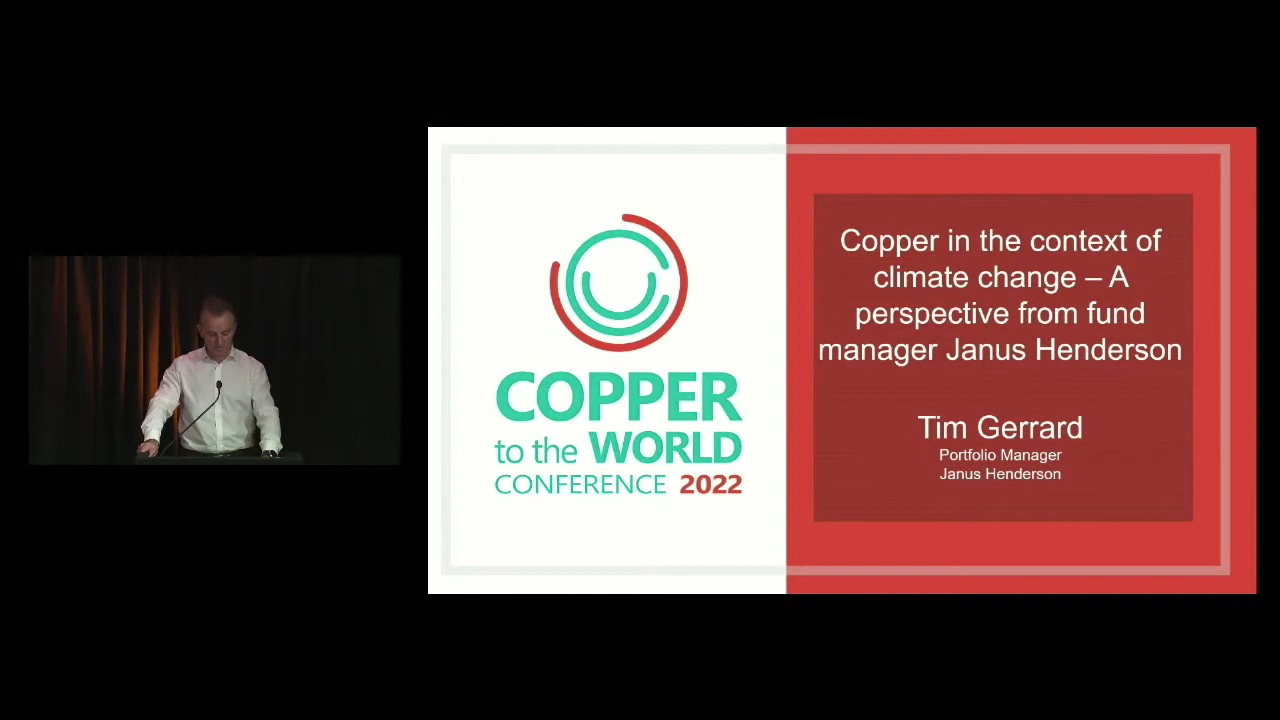 COPPER
to the WORLD
CONFERENCE 2022
Copper in the context of
climate change – A
perspective from fund
manager Janus Henderson
Tim Gerrard
Portfolio Manager
Janus Henderson